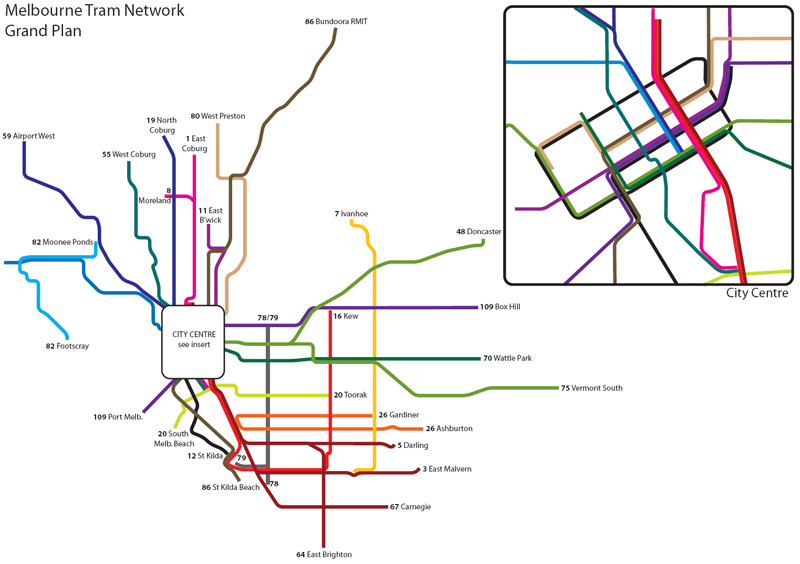 Melbourne Tram Network
Grand Plan
86 Bundoora RMIT
19 North
Coburg
80 West Preston
1 East
Coburg
59 Airport West
55 West Coburg
8
Moreland
11 East
B'wick
7 Ivanhoe
48 Doncaster
82 Moonee Ponds
City Centre
109 Box Hill
78/79
16 Kew
CITY CENTRE
see insert
82 Footscray
70 Wattle Park
75 Vermont South
20 Toorak
109 Port Melb.
26 Gardiner
26 Ashburton
20 South
Melb. Beach
5 Darling
12 St Kilda
79
3 East Malvern
86 St Kilda Beach
78
67 Carnegie
64 East Brighton